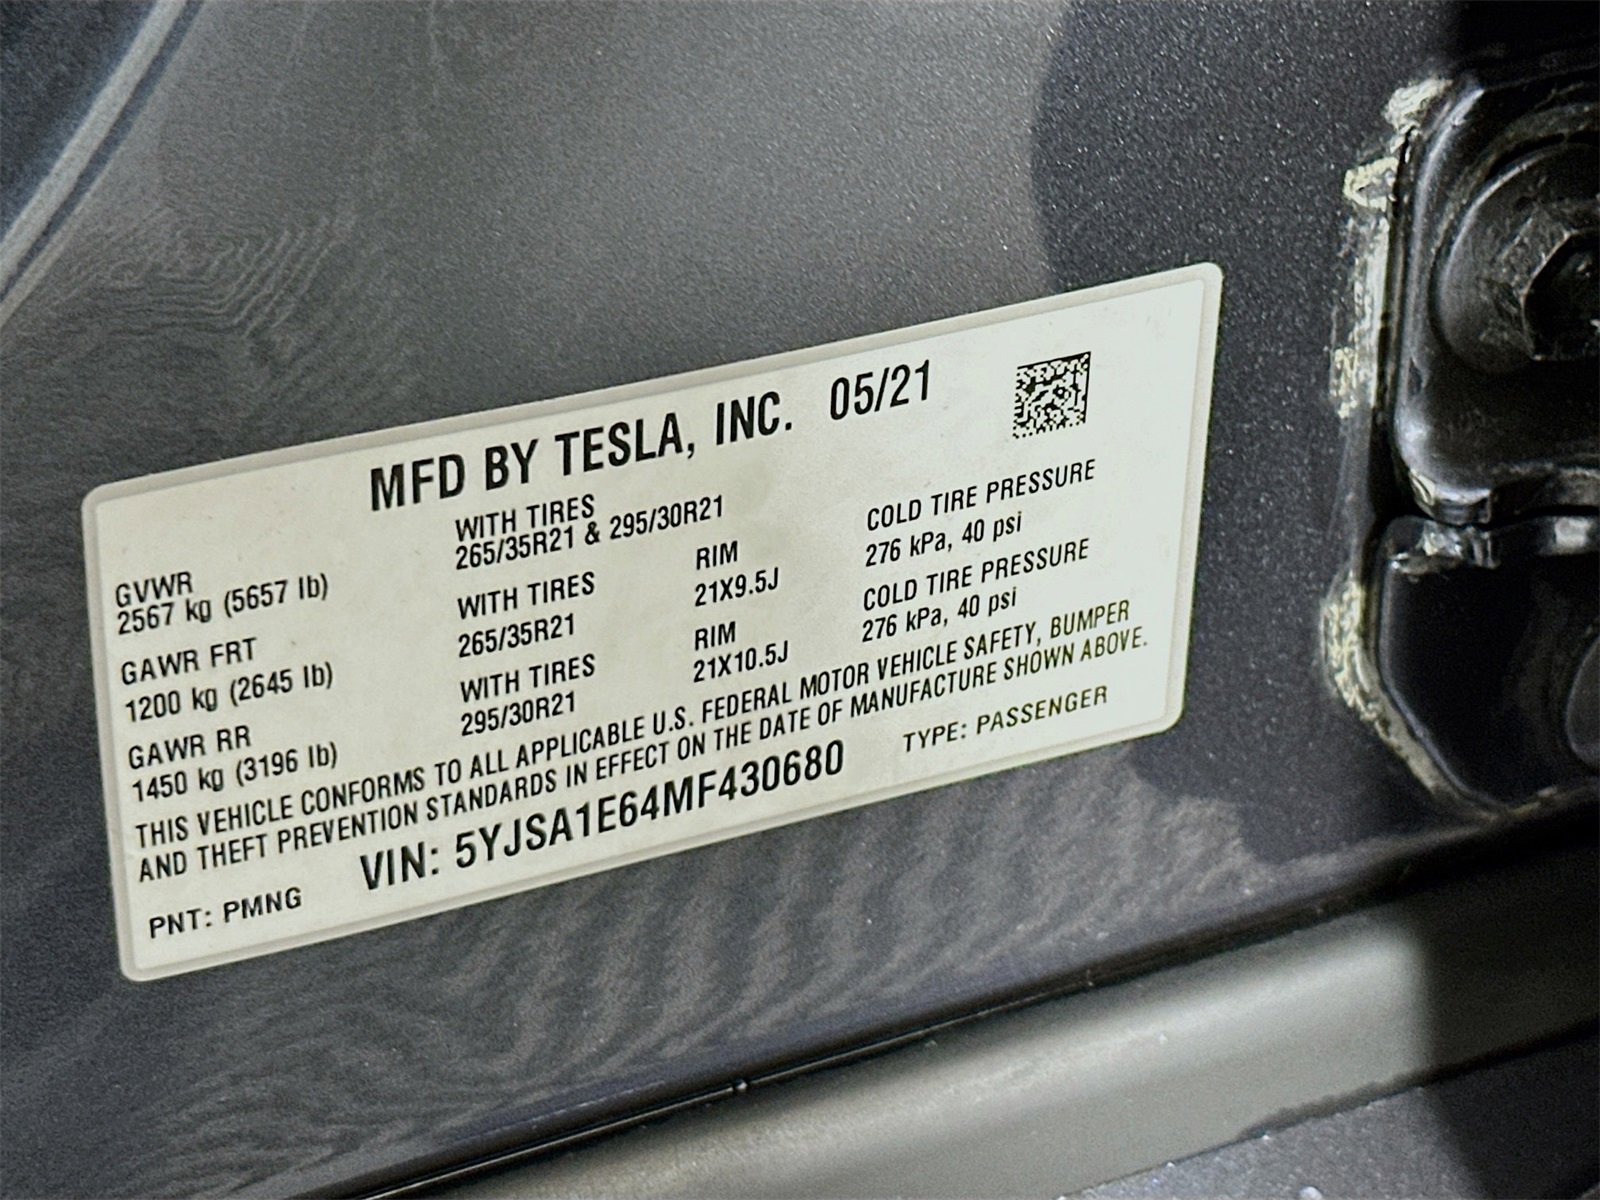 MFD BY TESLA, INC. 05/21
GVWR
2567 kg (5657 lb)
WITH TIRES
265/35R21 & 295/30R21
GAWR FRT
1200 kg (2645 lb)
WITH TIRES
265/35R21
RIM
21X9.5J
COLD TIRE PRESSURE
276 kPa, 40 psi
GAWR RR
1450 kg (3196 lb)
WITH TIRES
295/30R21
RIM
21X10.5J
COLD TIRE PRESSURE
276 kPa, 40 psi
THIS VEHICLE CONFORMS TO ALL APPLICABLE U.S. FEDERAL MOTOR VEHICLE SAFETY, BUMPER
AND THEFT PREVENTION STANDARDS IN EFFECT ON THE DATE OF MANUFACTURE SHOWN ABOVE.
PNT: PMNG
VIN: 5YJSA1E64MF430680
TYPE: PASSENGER